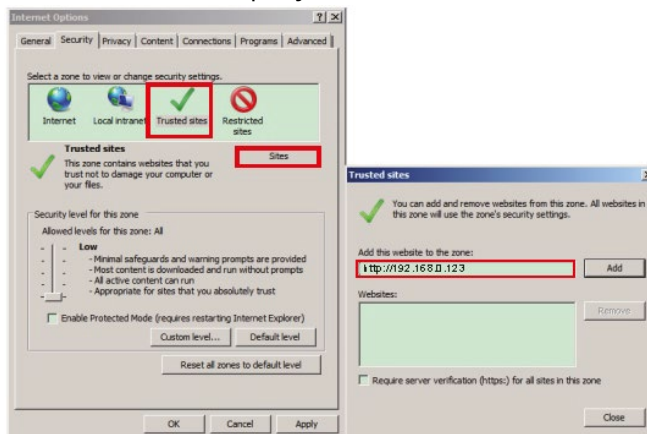 Internet Options
General Security Privacy Content Connections Programs Advanced
Select a zone to view or change security settings.
Internet Local intranet Trusted sites Restricted sites
Sites
Trusted sites
This zone contains websites that you
trust not to damage your computer or
your files.
Security level for this zone
Allowed levels for this zone: All
Low
- Minimal safeguards and warning prompts are provided
- Most content is downloaded and run without prompts
- All active content can run
- Appropriate for sites that you absolutely trust
Enable Protected Mode (requires restarting Internet Explorer)
Custom level... Default level
Reset all zones to default level
OK Cancel Apply
Trusted sites
You can add and remove websites from this zone. All websites in
this zone will use the zone's security settings.
Add this website to the zone:
http://192.168.0.123 Add
Websites:
Remove
Require server verification (https:) for all sites in this zone
Close